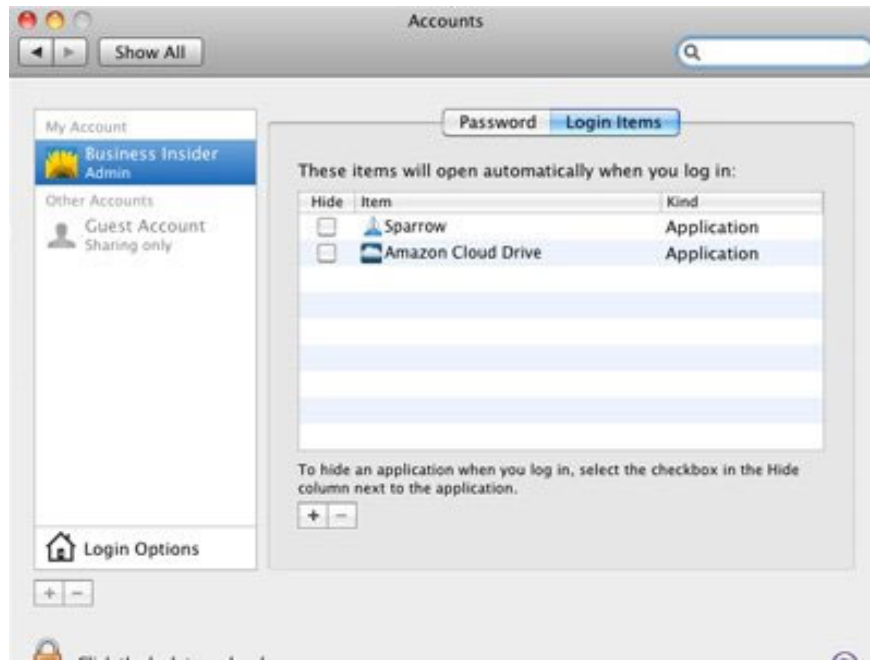 Accounts
Show All
My Account
Business Insider
Admin
Other Accounts
Guest Account
Sharing only
Login Options
Password Login Items
These items will open automatically when you log in:
Hide Item Kind
Sparrow Application
Amazon Cloud Drive Application
To hide an application when you log in, select the checkbox in the Hide
column next to the application.